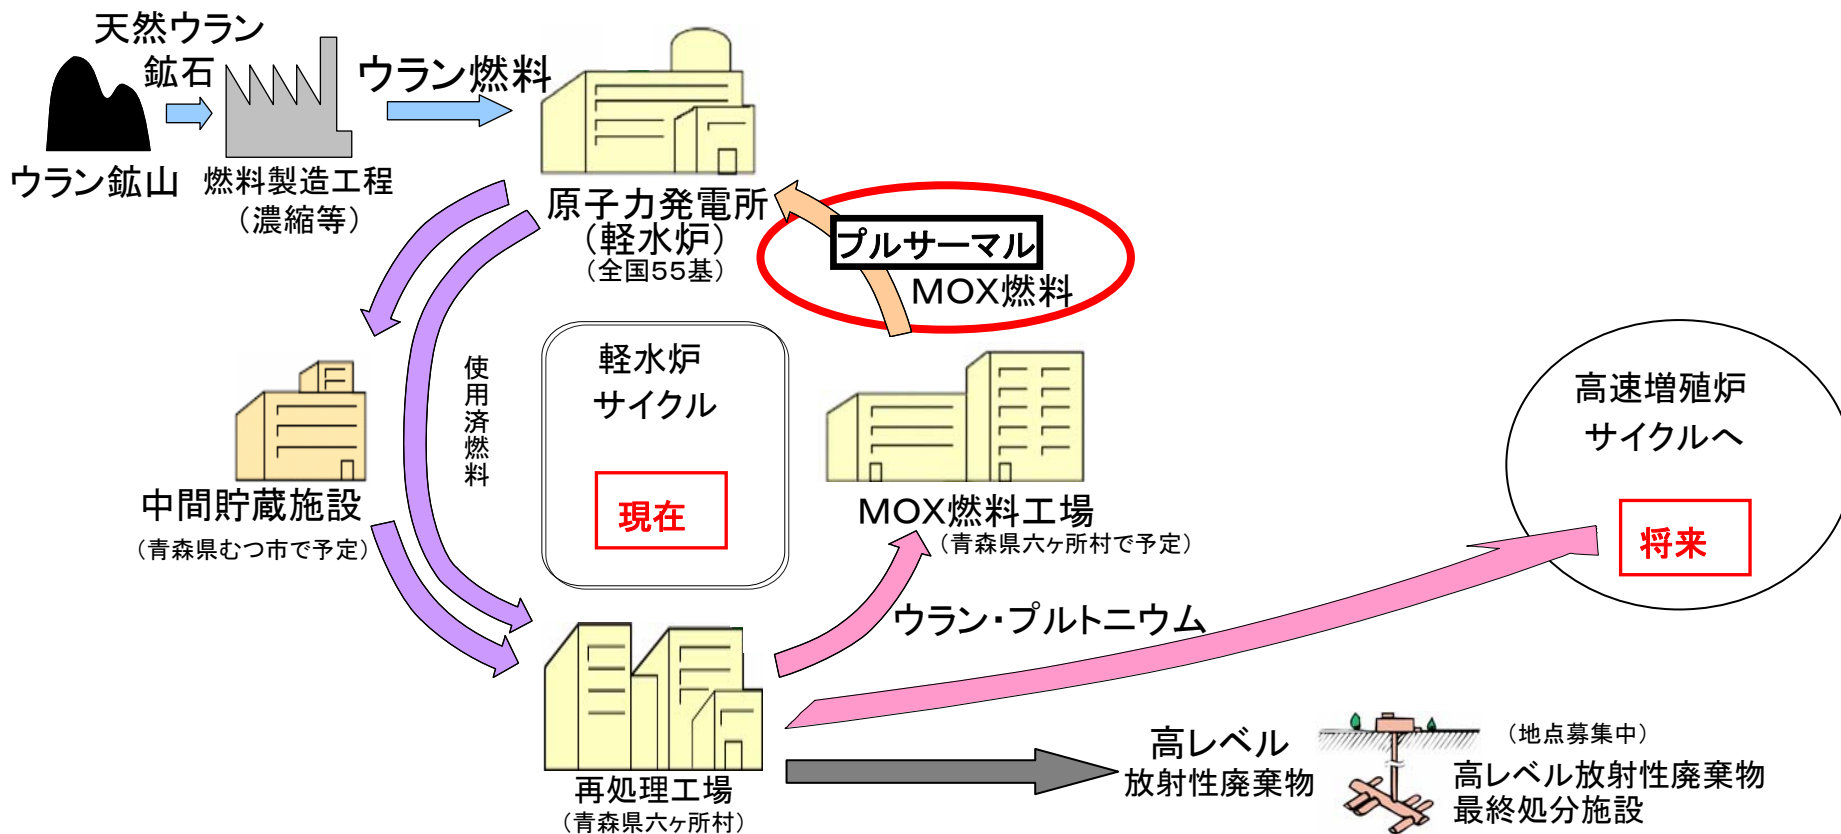 天然ウラン
鉱石
ウラン燃料
ウラン鉱山
燃料製造工程
（濃縮等）
原子力発電所
（軽水炉）
（全国55基）
プルサーマル
MOX燃料
使用済燃料
軽水炉
サイクル
現在
中間貯蔵施設
（青森県むつ市で予定）
MOX燃料工場
（青森県六ヶ所村で予定）
高速増殖炉
サイクルへ
将来
ウラン・プルトニウム
再処理工場
（青森県六ヶ所村）
高レベル
放射性廃棄物
（地点募集中）
高レベル放射性廃棄物
最終処分施設